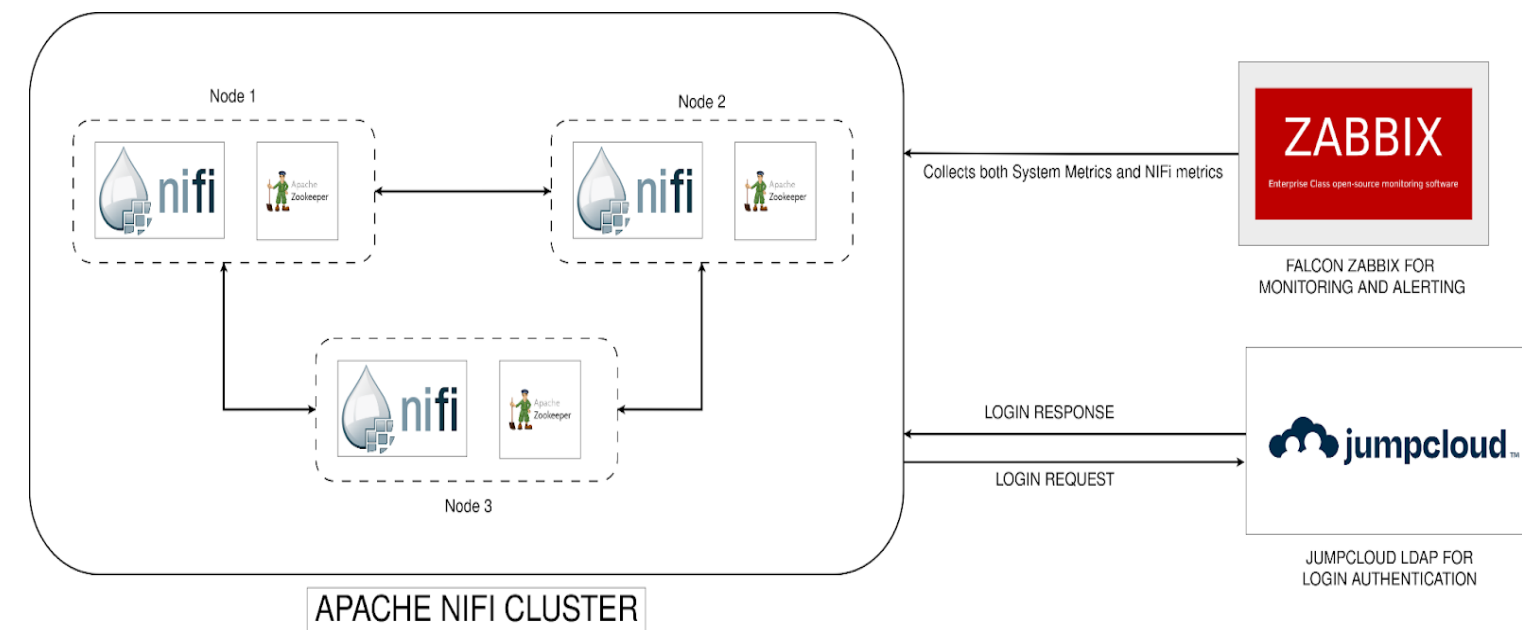 Node 1
Node 2
nifi
Apache
Zookeeper
nifi
Apache
Zookeeper
ZABBIX
Enterprise Class open-source monitoring software
Collects both System Metrics and NIFi metrics
FALCON ZABBIX FOR
MONITORING AND ALERTING
nifi
Apache
Zookeeper
Node 3
LOGIN RESPONSE
LOGIN REQUEST
jumpcloud™
JUMPCLOUD LDAP FOR
LOGIN AUTHENTICATION
APACHE NIFI CLUSTER